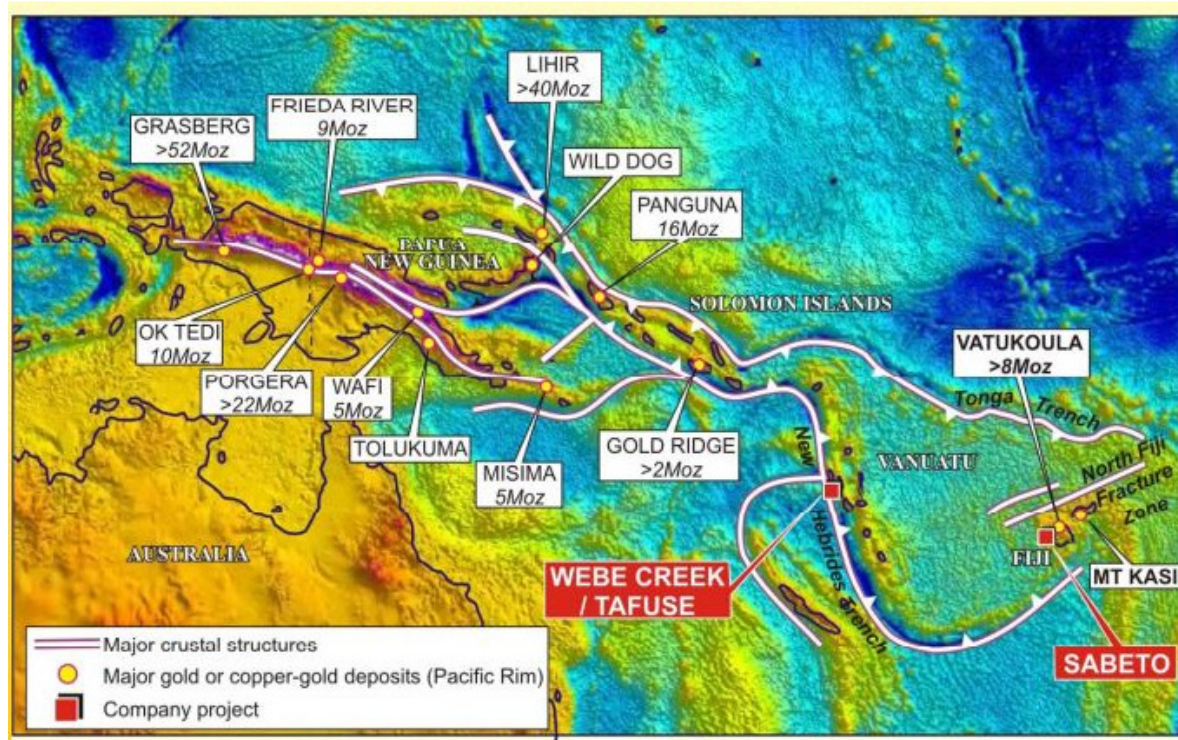 LIHIR
>40Moz
FRIEDA RIVER
9Moz
GRASBERG
>52Moz
WILD DOG
PANGUNA
16Moz
PAPUA
NEW GUINEA
SOLOMON ISLANDS
OK TEDI
10Moz
PORGERA
>22Moz
WAFI
5Moz
TOLUKUMA
MISIMA
5Moz
GOLD RIDGE
>2Moz
VATUKOULA
>8Moz
Tonga Trench
New Hebrides Trench
VANUATU
North Fiji
Fracture
Zone
FIJI
MT KASI
AUSTRALIA
WEBE CREEK
/ TAFUSE
SABETO
Major crustal structures
Major gold or copper-gold deposits (Pacific Rim)
Company project